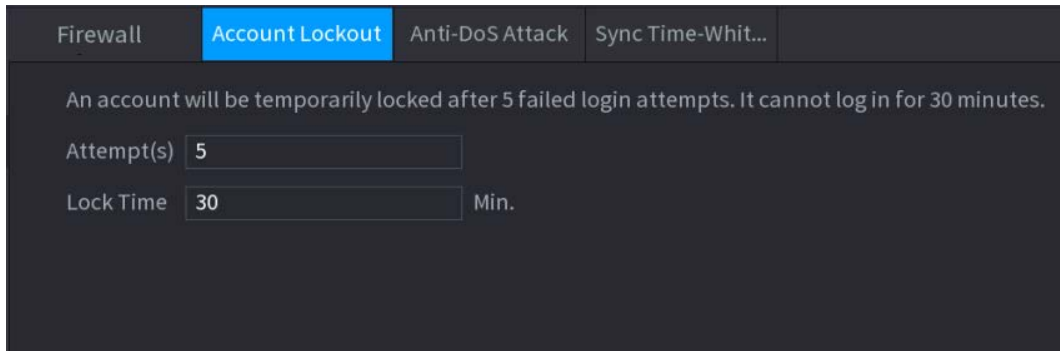 Firewall Account Lockout Anti-DoS Attack Sync Time-Whit...
An account will be temporarily locked after 5 failed login attempts. It cannot log in for 30 minutes.
Attempt(s) 5
Lock Time 30 Min.